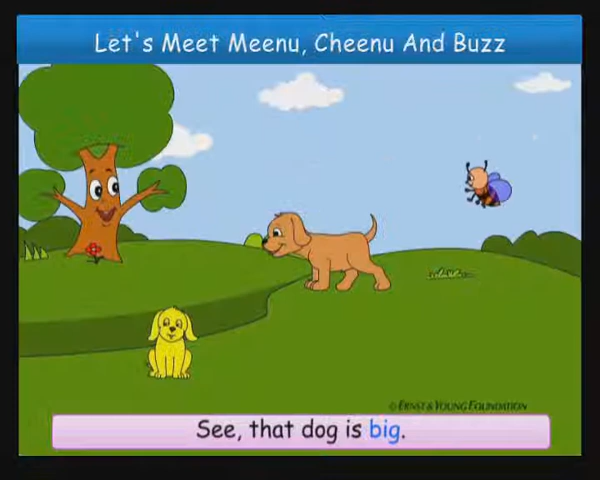 Let's Meet Meenu, Cheenu And Buzz
© ERNST & YOUNG FOUNDATION
See, that dog is big.